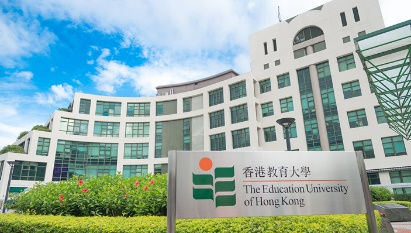 香港教育大學
The Education University
of Hong Kong